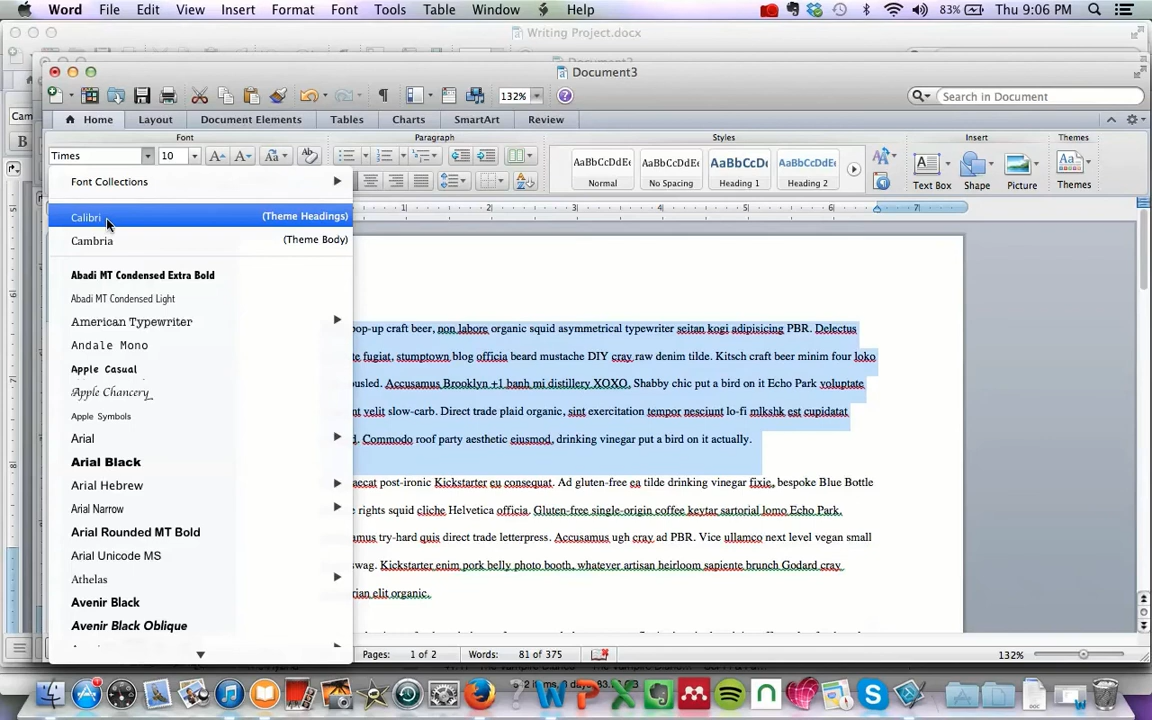 Word File Edit View Insert Format Font Tools Table Window Help 83% Thu 9:06 PM
Writing Project.docx
Document3
132% Search in Document
Home Layout Document Elements Tables Charts SmartArt Review
Font Paragraph Styles Insert Themes
Times 10
AaBbCcDdEe AaBbCcDdEe AaBbCcDc AaBbCcDdEe
Normal No Spacing Heading 1 Heading 2 Text Box Shape Picture Themes
Font Collections
Calibri (Theme Headings)
Cambria (Theme Body)
Abadi MT Condensed Extra Bold
Abadi MT Condensed Light
American Typewriter
Andale Mono
Apple Casual
Apple Chancery
Apple Symbols
Arial
Arial Black
Arial Hebrew
Arial Narrow
Arial Rounded MT Bold
Arial Unicode MS
Athelas
Avenir Black
Avenir Black Oblique
pop-up craft beer, non labore organic squid asymmetrical typewriter seitan kogi adipisicing PBR. Delectus
fugiat, stumptown blog officia beard mustache DIY cray raw denim tilde. Kitsch craft beer minim four loko
Accusamus Brooklyn +1 banh mi distillery XOXO. Shabby chic put a bird on it Echo Park voluptate
velit slow-carb. Direct trade plaid organic, sint exercitation tempor nesciunt lo-fi mlkshk est cupidatat
Commodo roof party aesthetic eiusmod, drinking vinegar put a bird on it actually.
post-ironic Kickstarter eu consequat. Ad gluten-free ea tilde drinking vinegar fixie, bespoke Blue Bottle
rights squid cliche Helvetica officia. Gluten-free single-origin coffee keytar sartorial lomo Echo Park.
try-hard quis direct trade letterpress. Accusamus ugh cray ad PBR. Vice ullamco next level vegan small
swag. Kickstarter enim pork belly photo booth, whatever artisan heirloom sapiente brunch Godard cray
elit organic.
Pages: 1 of 2 Words: 81 of 375 132%